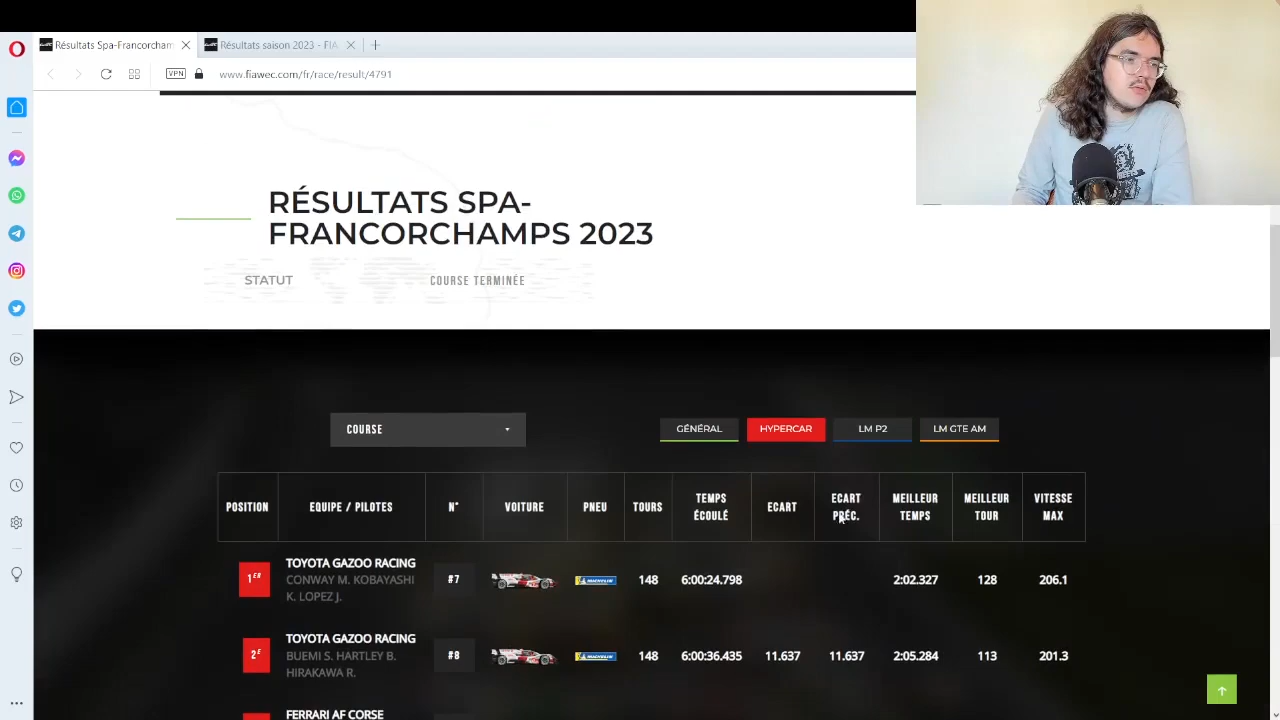 Résultats Spa-Francorcham
Résultats saison 2023 - FIA
VPN
www.fiawec.com/fr/race/result/4791
RÉSULTATS SPA-
FRANCORCHAMPS 2023
STATUT
COURSE TERMINÉE
COURSE
GÉNÉRAL
HYPERCAR
LM P2
LM GTE AM
POSITION
EQUIPE / PILOTES
N°
VOITURE
PNEU
TOURS
TEMPS
ÉCOULÉ
ECART
ECART
PRÉC.
MEILLEUR
TEMPS
MEILLEUR
TOUR
VITESSE
MAX
1ER
TOYOTA GAZOO RACING
CONWAY M. KOBAYASHI
K. LOPEZ J.
#7
MICHELIN
148
6:00:24.798
2:02.327
128
206.1
2E
TOYOTA GAZOO RACING
BUEMI S. HARTLEY B.
HIRAKAWA R.
#8
MICHELIN
148
6:00:36.435
11.637
11.637
2:05.284
113
201.3
FERRARI AF CORSE